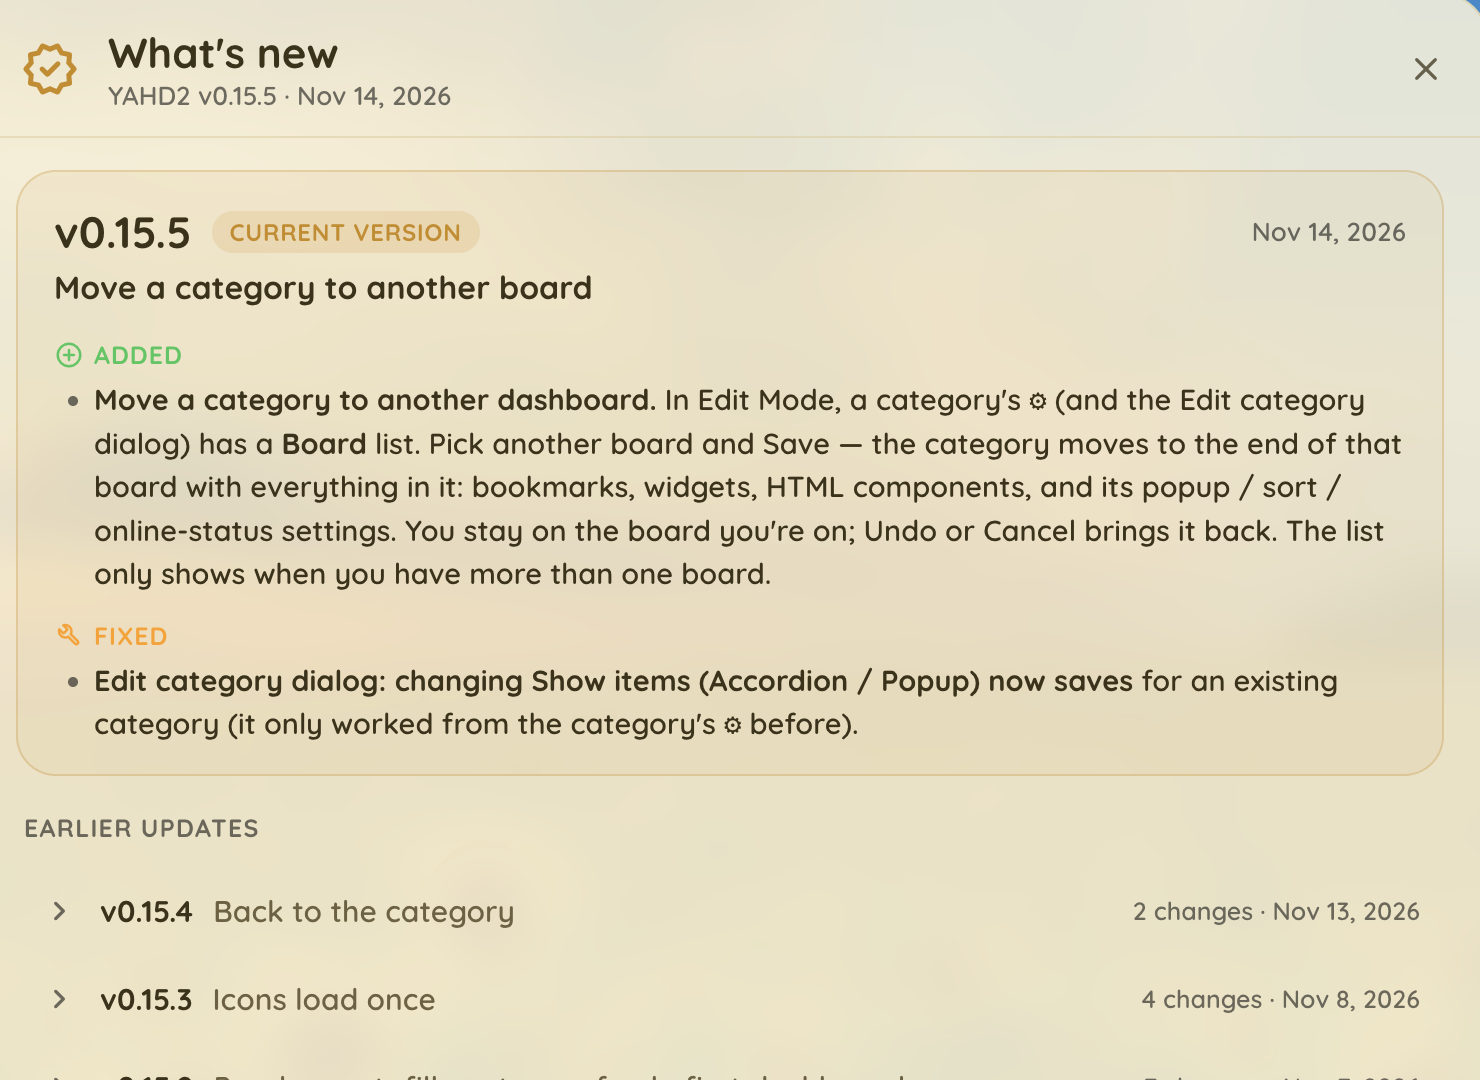 What's new
YAHD2 v0.15.5 · Nov 14, 2026
v0.15.5 CURRENT VERSION Nov 14, 2026
Move a category to another board
ADDED
• Move a category to another dashboard. In Edit Mode, a category's ⚙ (and the Edit category
dialog) has a Board list. Pick another board and Save — the category moves to the end of that
board with everything in it: bookmarks, widgets, HTML components, and its popup / sort /
online-status settings. You stay on the board you're on; Undo or Cancel brings it back. The list
only shows when you have more than one board.
FIXED
• Edit category dialog: changing Show items (Accordion / Popup) now saves for an existing
category (it only worked from the category's ⚙ before).
EARLIER UPDATES
v0.15.4 Back to the category 2 changes · Nov 13, 2026
v0.15.3 Icons load once 4 changes · Nov 8, 2026